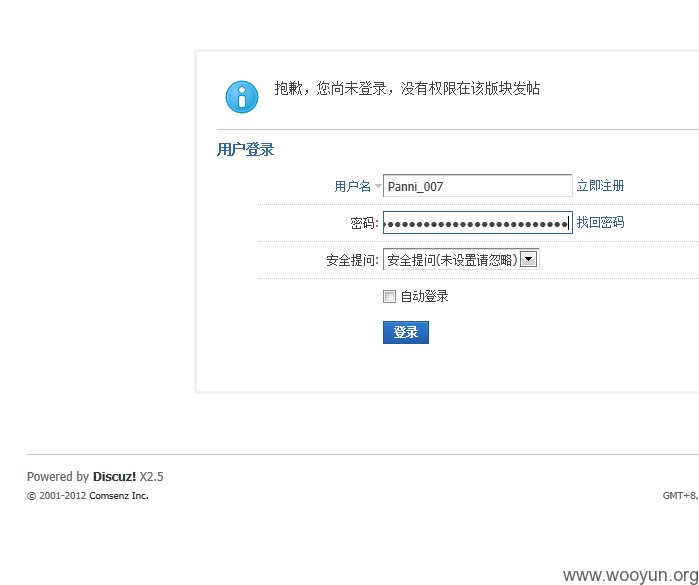 抱歉，您尚未登录，没有权限在该版块发帖
用户登录
用户名 Panni_007 立即注册
密码: 找回密码
安全提问: 安全提问(未设置请忽略)
自动登录
登录
Powered by Discuz! X2.5
© 2001-2012 Comsenz Inc. GMT+8,
www.wooyun.org